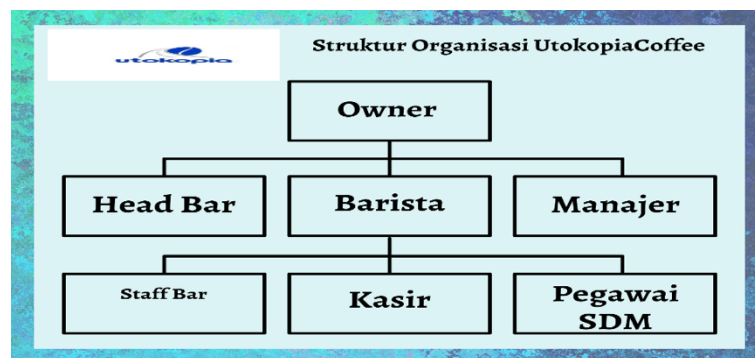 Struktur Organisasi UtokopiaCoffee
utokopia
Owner
Head Bar
Barista
Manajer
Staff Bar
Kasir
Pegawai
SDM